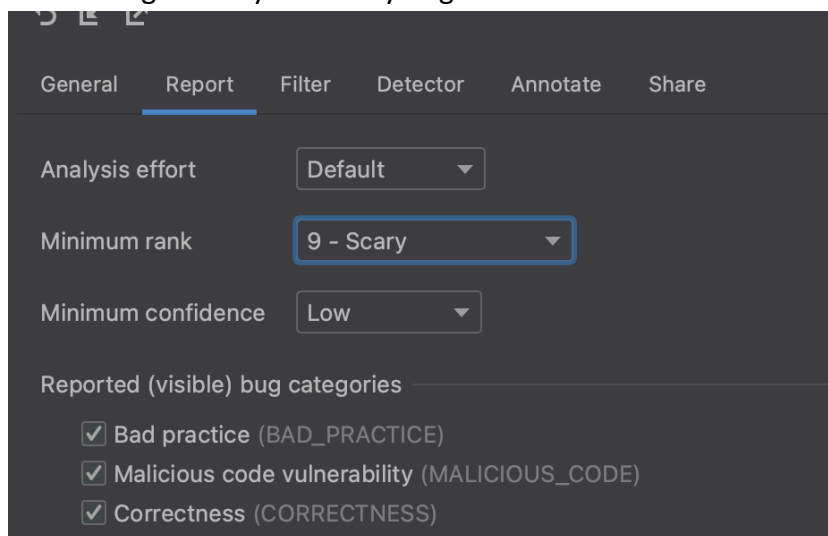 General Report Filter Detector Annotate Share
Analysis effort Default
Minimum rank 9 - Scary
Minimum confidence Low
Reported (visible) bug categories
Bad practice (BAD_PRACTICE)
Malicious code vulnerability (MALICIOUS_CODE)
Correctness (CORRECTNESS)